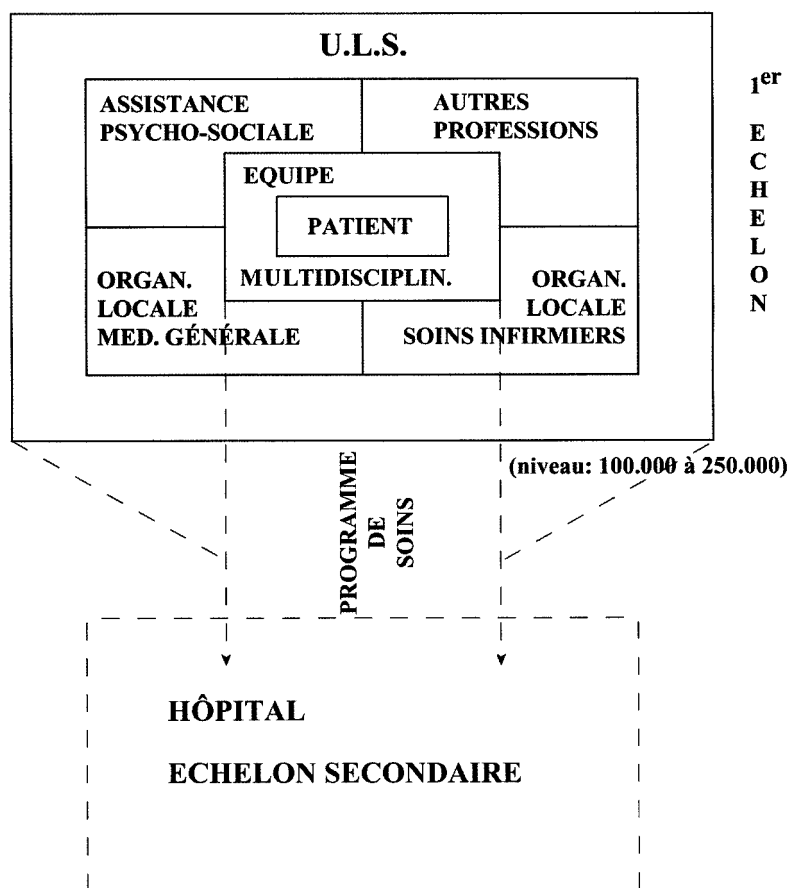 U.L.S.
ASSISTANCE
PSYCHO-SOCIALE
AUTRES
PROFESSIONS
EQUIPE
PATIENT
MULTIDISCIPLIN.
ORGAN.
LOCALE
MED. GÉNÉRALE
ORGAN.
LOCALE
SOINS INFIRMIERS
1er
E
C
H
E
L
O
N
(niveau: 100.000 à 250.000)
PROGRAMME
DE
SOINS
HÔPITAL
ECHELON SECONDAIRE